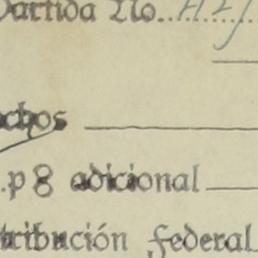 Partida No.
chos
.p 8 adicional
tribución Federal